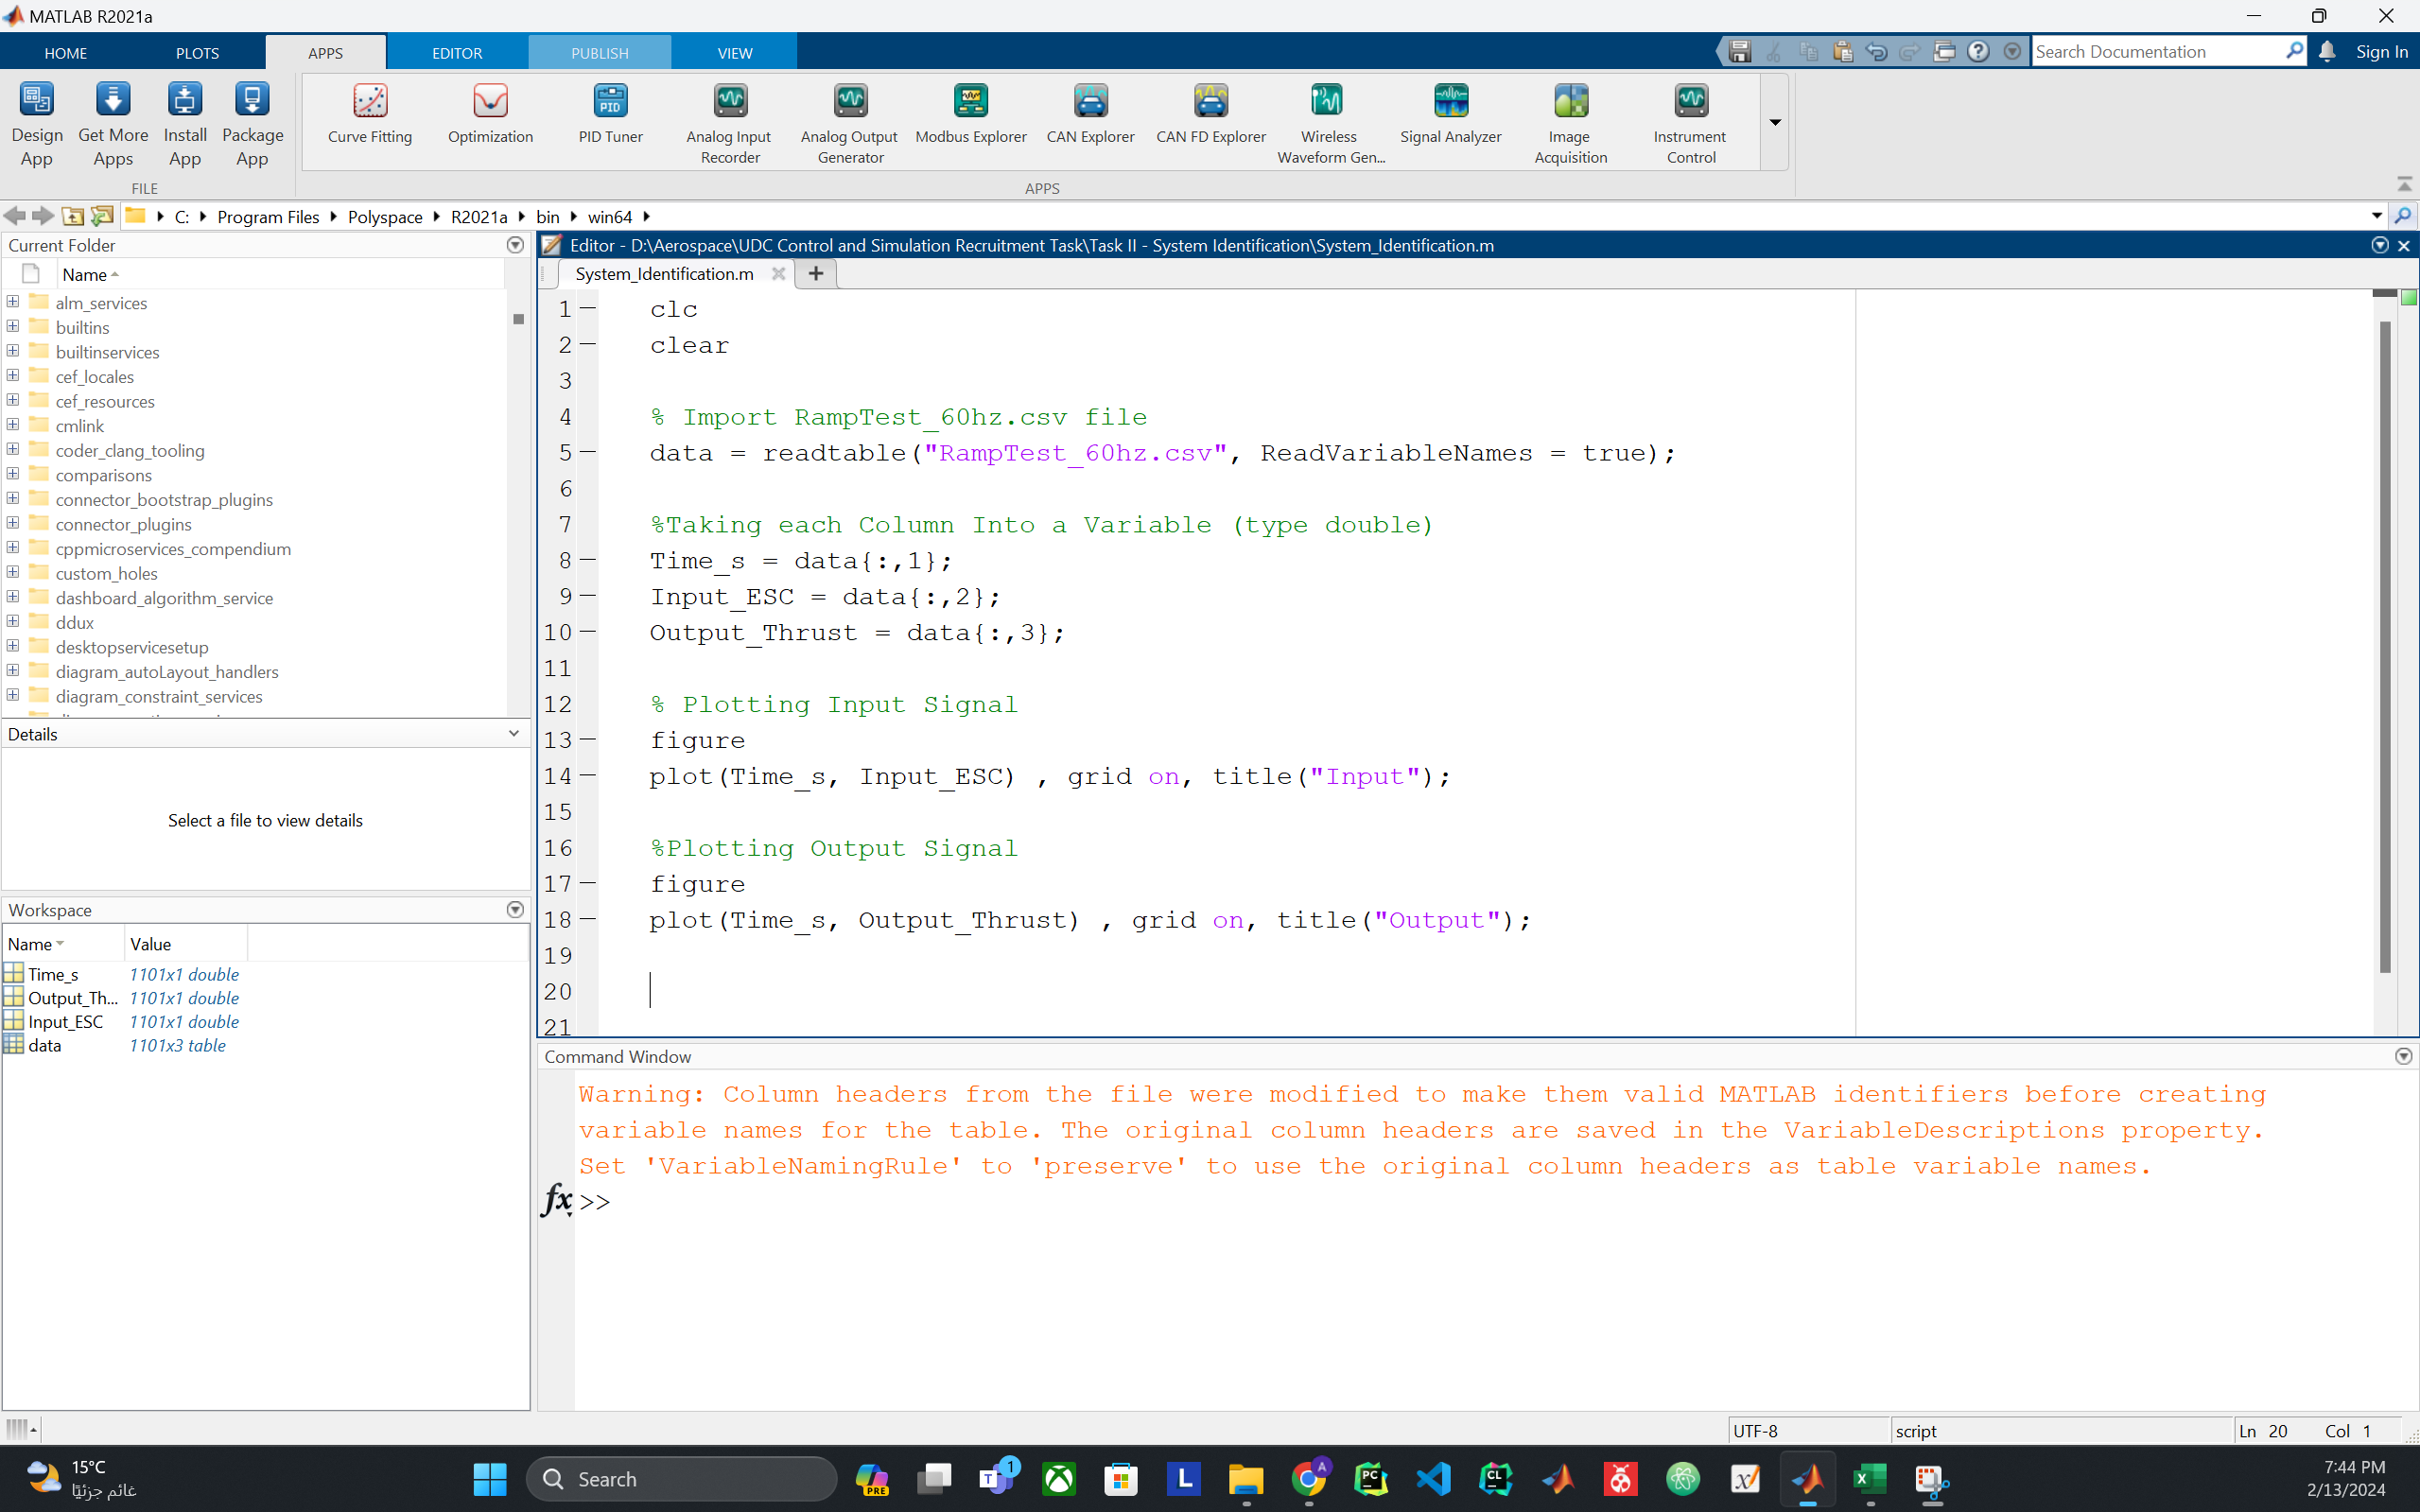 MATLAB R2021a
HOME PLOTS APPS EDITOR PUBLISH VIEW
Search Documentation
Sign In
Design App
Get More Apps
Install App
Package App
FILE
Curve Fitting
Optimization
PID Tuner
Analog Input Recorder
Analog Output Generator
Modbus Explorer
CAN Explorer
CAN FD Explorer
Wireless Waveform Gen...
Signal Analyzer
Image Acquisition
Instrument Control
APPS
C: Program Files Polyspace R2021a bin win64
Current Folder
Name
alm_services
builtins
builtinservices
cef_locales
cef_resources
cmlink
coder_clang_tooling
comparisons
connector_bootstrap_plugins
connector_plugins
cppmicroservices_compendium
custom_holes
dashboard_algorithm_service
ddux
desktopservicesetup
diagram_autoLayout_handlers
diagram_constraint_services
Details
Select a file to view details
Workspace
Name Value
Time_s 1101x1 double
Output_Th... 1101x1 double
Input_ESC 1101x1 double
data 1101x3 table
Editor - D:\Aerospace\UDC Control and Simulation Recruitment Task\Task II - System Identification\System_Identification.m
System_Identification.m
1 clc
2 clear
3
4 % Import RampTest_60hz.csv file
5 data = readtable("RampTest_60hz.csv", ReadVariableNames = true);
6
7 %Taking each Column Into a Variable (type double)
8 Time_s = data{:,1};
9 Input_ESC = data{:,2};
10 Output_Thrust = data{:,3};
11
12 % Plotting Input Signal
13 figure
14 plot(Time_s, Input_ESC) , grid on, title("Input");
15
16 %Plotting Output Signal
17 figure
18 plot(Time_s, Output_Thrust) , grid on, title("Output");
19
20
21
Command Window
Warning: Column headers from the file were modified to make them valid MATLAB identifiers before creating
variable names for the table. The original column headers are saved in the VariableDescriptions property.
Set 'VariableNamingRule' to 'preserve' to use the original column headers as table variable names.
fx >>
UTF-8 script Ln 20 Col 1
15°C
غائم جزئيًا
Search
PRE
1
7:44 PM
2/13/2024